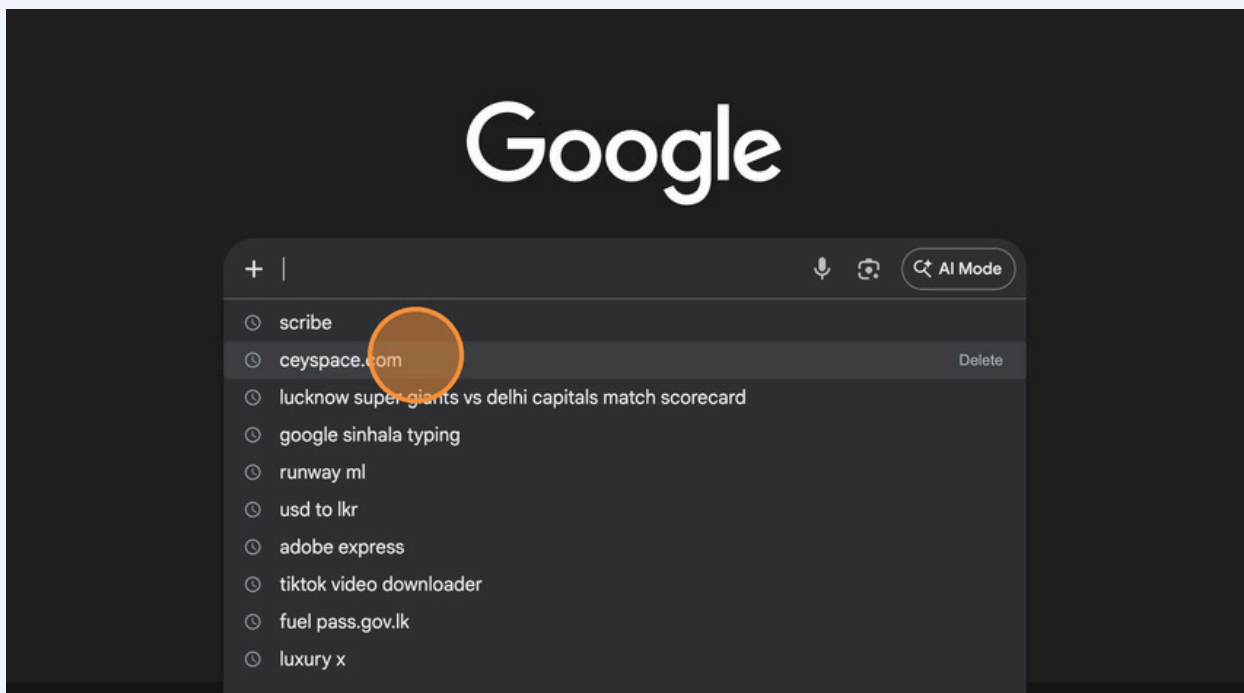 Google
AI Mode
scribe
ceyspace.com
Delete
lucknow super giants vs delhi capitals match scorecard
google sinhala typing
runway ml
usd to lkr
adobe express
tiktok video downloader
fuel pass.gov.lk
luxury x